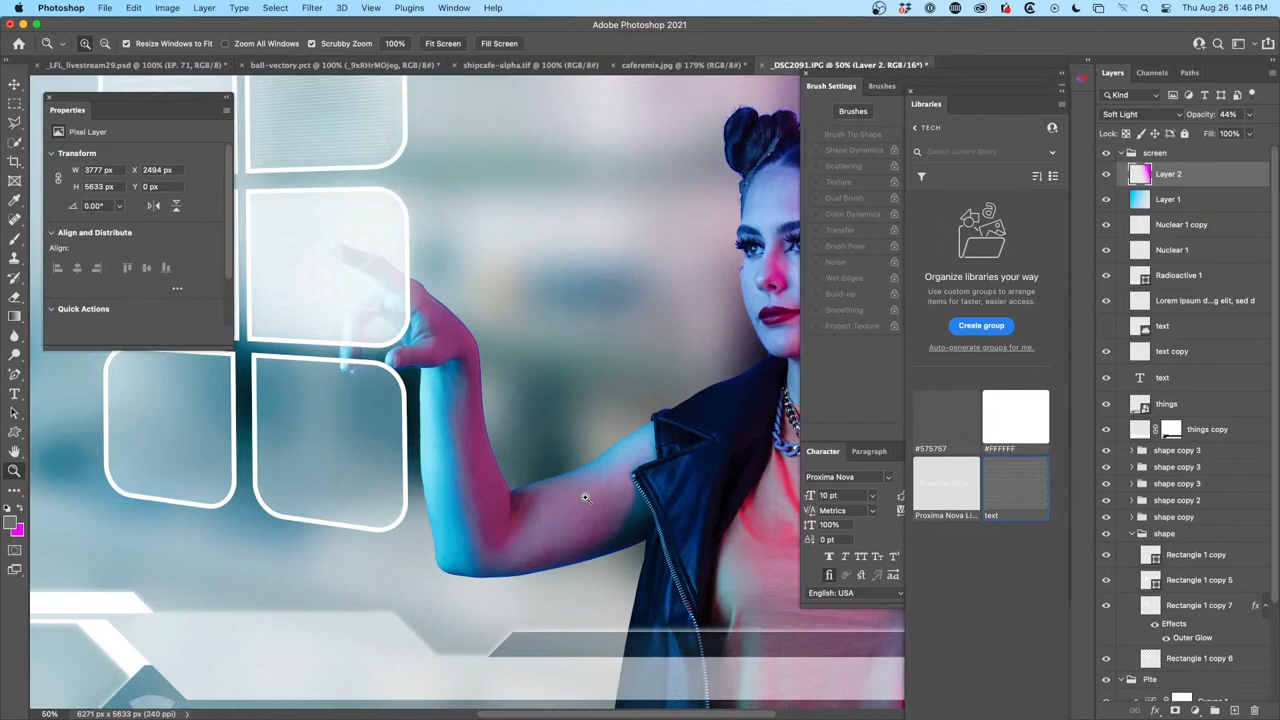 Photoshop File Edit Image Layer Type Select Filter 3D View Plugins Window Help
Thu Aug 26 1:46 PM
Adobe Photoshop 2021
Resize Windows to Fit All Windows Scrubby Zoom 100% Fit Screen Fill Screen
_LFL_livestream29.psd @ 100% (EP. 71, RGB/8) *
ball-vectory.pct @ 100% (_9xRHrMOjeug, RGB/8#) *
shipcafe-alpha.tif @ 100% (RGB/8#)
caferemix.jpg @ 179% (RGB/8#) *
_DSC2091.JPG @ 50% (Layer 2, RGB/16*) *
Properties
Pixel Layer
Transform
W 3777 px X 2494 px
H 5633 px Y 0 px
0.00°
Align and Distribute
Align:
Quick Actions
Brush Settings Brushes
Brushes
Brush Tip Shape
Shape Dynamics
Scattering
Texture
Dual Brush
Color Dynamics
Transfer
Brush Pose
Noise
Wet Edges
Build-up
Smoothing
Protect Texture
Character Paragraph
Proxima Nova
10 pt
Metrics
100%
0 pt
English: USA
Libraries
TECH
Search current library
Organize libraries your way
Use custom groups to arrange
items for faster, easier access.
Create group
Auto-generate groups for me.
#575757 #FFFFFF
Proxima Nova
Proxima Nova Li... text
Layers Channels Paths
Kind
Soft Light Opacity: 44%
Lock: Fill: 100%
screen
Layer 2
Layer 1
Nuclear 1 copy
Nuclear 1
Radioactive 1
Lorem ipsum d...g elit, sed d
text
text copy
T text
things
things copy
shape copy 3
shape copy 3
shape copy 3
shape copy 2
shape copy
shape
Rectangle 1 copy
Rectangle 1 copy 5
Rectangle 1 copy 7 fx
Effects
Outer Glow
Rectangle 1 copy 6
Plte
50% 6271 px x 5633 px (240 ppi)